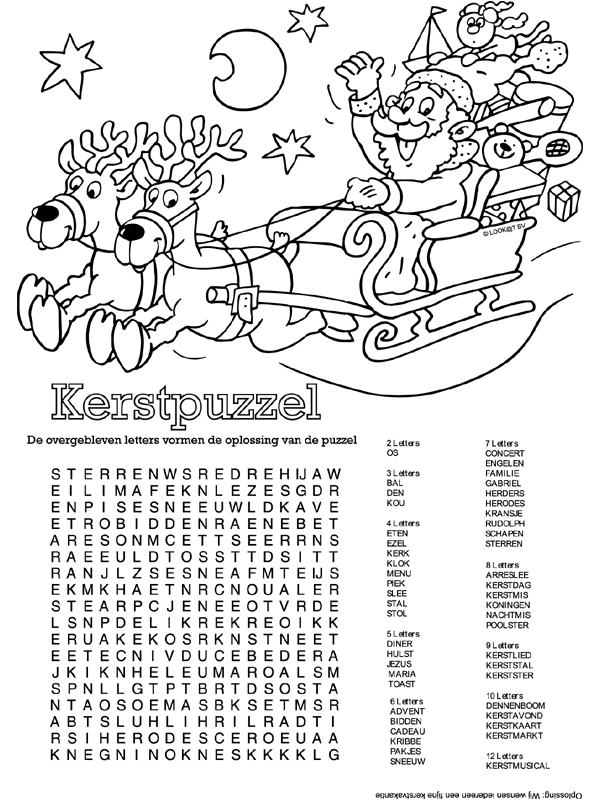 © LOOK@T BV
Kerstpuzzel
De overgebleven letters vormen de oplossing van de puzzel
S T E R R E N W S R E D R E H IJ A W
E I L I M A F E K N L E Z E S G D R
E N P I S E S N E E U W L D K A V E
E T R O B I D D E N R A E N E B E T
A R E S O N M C E T T S E E R R N S
R A E E U L D T O S S T T D S I T T
R A N J L Z S E S N E A F M T E IJ S
E K M K H A E T N R C N O U A L E R
S T E A R P C J E N E E O T V R D E
L S N P D E L I K R E K R E O I K K
E R U A K E K O S R K N S T N E E T
E E T E C N I V D U C E B E D E R A
J K I K N H E L E U M A R O A L S M
S P N L L G T P T B R T D S O S T A
N T A O S O E M A S B K S E T M S R
A B T S L U H L I H R I L R A D T I
R S I H E R O D E S C E R O E U A A
K N E G N I N O K N E S K K K K L G
2 Letters
OS
3 Letters
BAL
DEN
KOU
4 Letters
ETEN
EZEL
KERK
KLOK
MENU
PIEK
SLEE
STAL
STOL
5 Letters
DINER
HULST
JEZUS
MARIA
TOAST
6 Letters
ADVENT
BIDDEN
CADEAU
KRIBBE
PAKJES
SNEEUW
7 Letters
CONCERT
ENGELEN
FAMILIE
GABRIEL
HERDERS
HERODES
KRANSJE
RUDOLPH
SCHAPEN
STERREN
8 Letters
ARRESLEE
KERSTDAG
KERSTMIS
KONINGEN
NACHTMIS
POOLSTER
9 Letters
KERSTLIED
KERSTSTAL
KERSTSTER
10 Letters
DENNENBOOM
KERSTAVOND
KERSTKAART
KERSTMARKT
12 Letters
KERSTMUSICAL
Oplossing: Wij wensen iedereen een fijne kerstvakantie